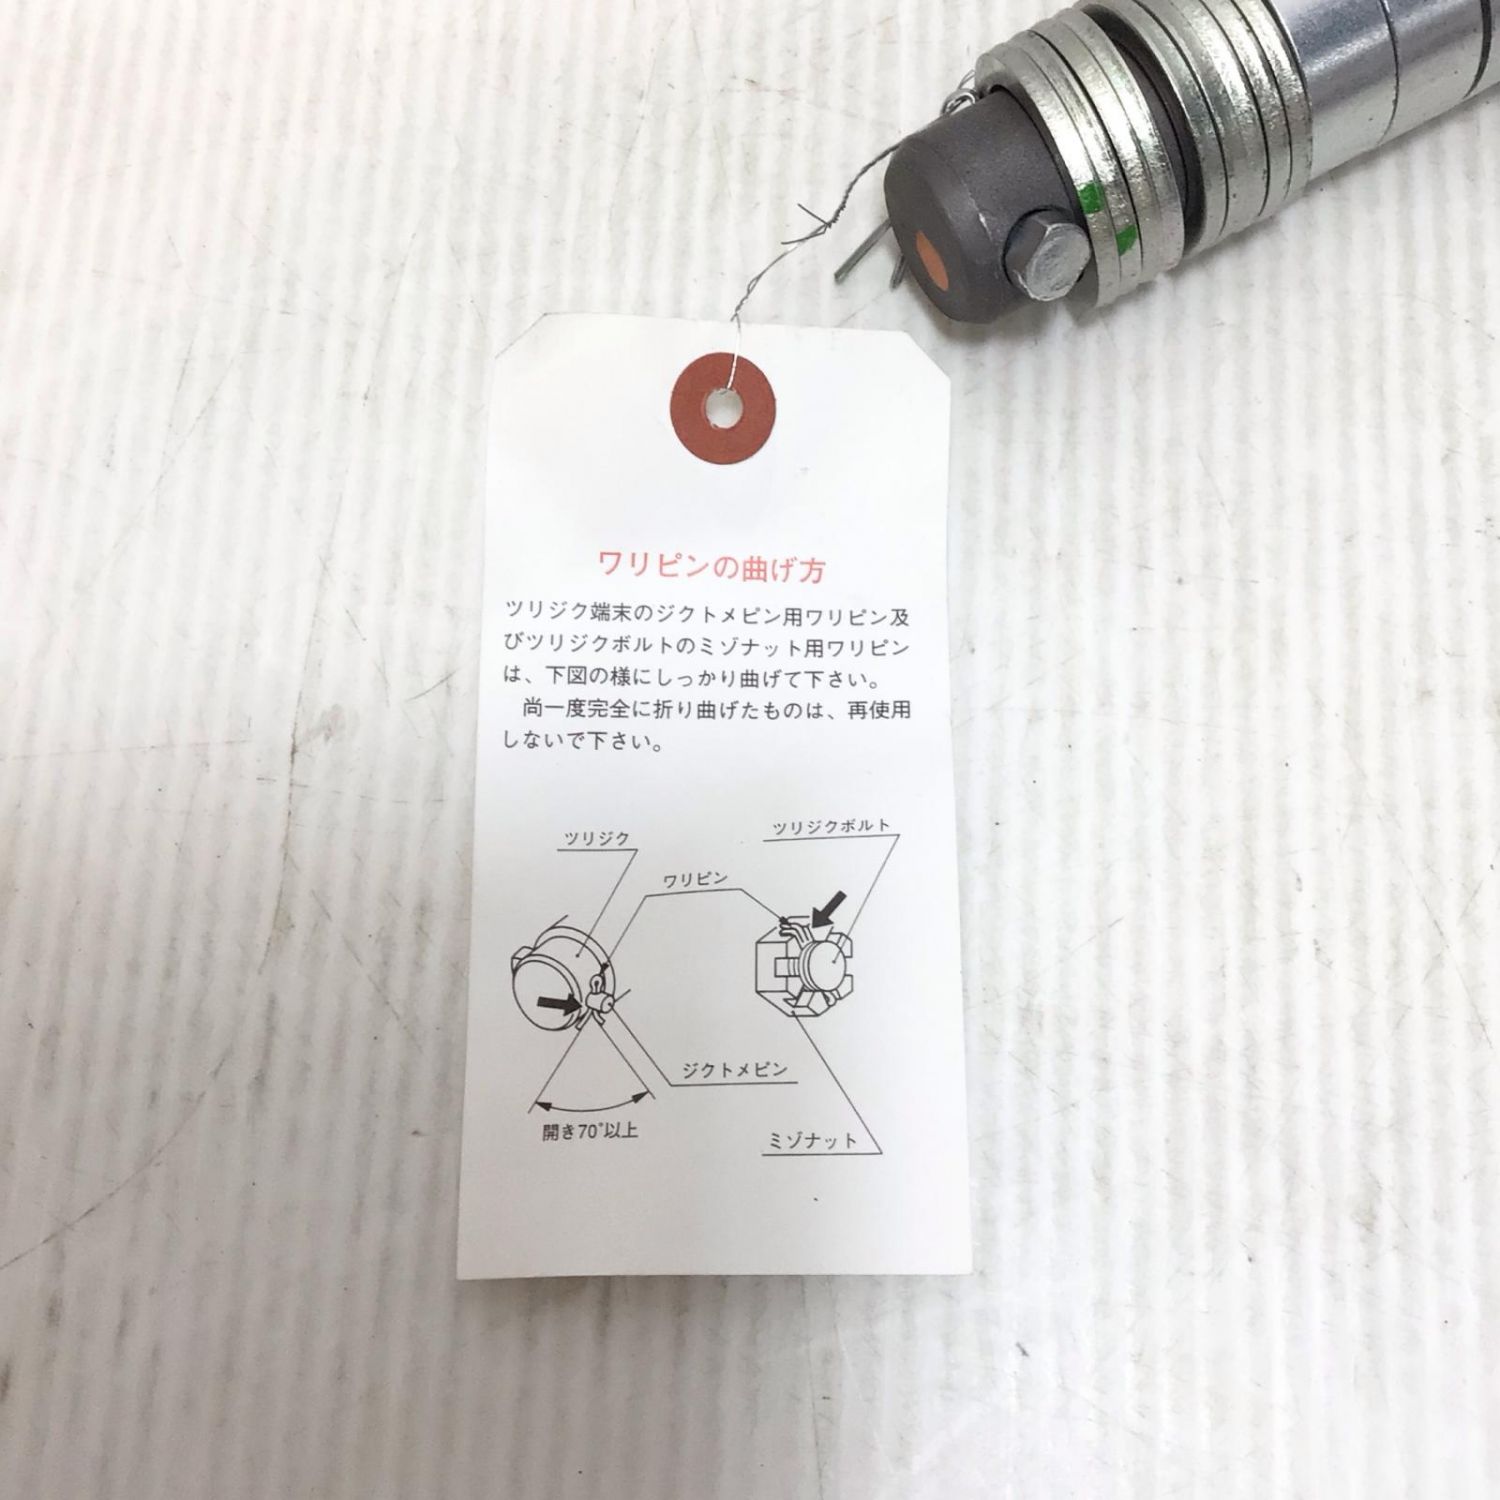 ワリピンの曲げ方
ツリジク端末のジクトメピン用ワリピン及
びツリジクボルトのミゾナット用ワリピン
は、下図の様にしっかり曲げて下さい。
尚一度完全に折り曲げたものは、再使用
しないで下さい。
ツリジク
ツリジクボルト
ワリピン
ジクトメピン
開き70°以上
ミゾナット